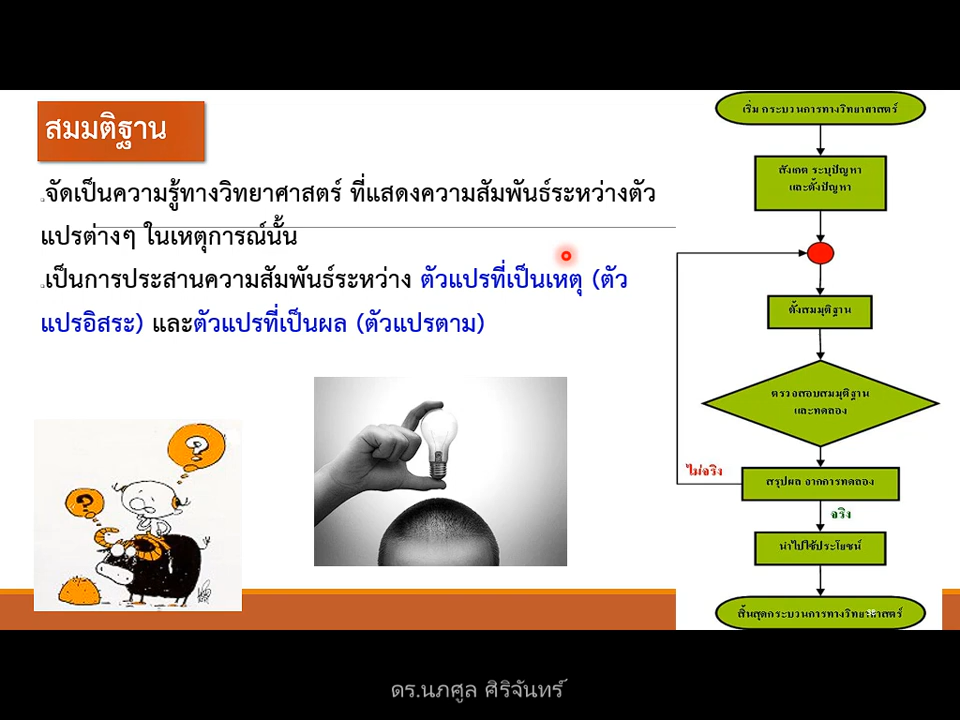 สมมติฐาน
จัดเป็นความรู้ทางวิทยาศาสตร์ ที่แสดงความสัมพันธ์ระหว่างตัว
แปรต่างๆ ในเหตุการณ์นั้น
เป็นการประสานความสัมพันธ์ระหว่าง ตัวแปรที่เป็นเหตุ (ตัว
แปรอิสระ) และตัวแปรที่เป็นผล (ตัวแปรตาม)
? 
?
เริ่ม กระบวนการทางวิทยาศาสตร์
สังเกต ระบุปัญหา
และตั้งปัญหา
ตั้งสมมุติฐาน
ตรวจสอบสมมุติฐาน
และทดลอง
ไม่จริง
สรุปผล จากการทดลอง
จริง
นำไปใช้ประโยชน์
สิ้นสุดกระบวนการทางวิทยาศาสตร์
ดร.นภศูล ศิริจันทร์